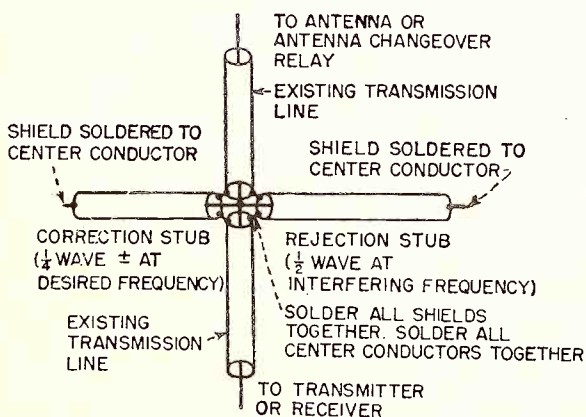 TO ANTENNA OR
ANTENNA CHANGEOVER
RELAY
EXISTING TRANSMISSION
LINE
SHIELD SOLDERED TO
CENTER CONDUCTOR
SHIELD SOLDERED TO
CENTER CONDUCTOR
CORRECTION STUB
(1/4 WAVE ± AT
DESIRED FREQUENCY)
REJECTION STUB
(1/2 WAVE AT
INTERFERING FREQUENCY)
SOLDER ALL SHIELDS
TOGETHER. SOLDER ALL
CENTER CONDUCTORS TOGETHER
EXISTING
TRANSMISSION
LINE
TO TRANSMITTER
OR RECEIVER